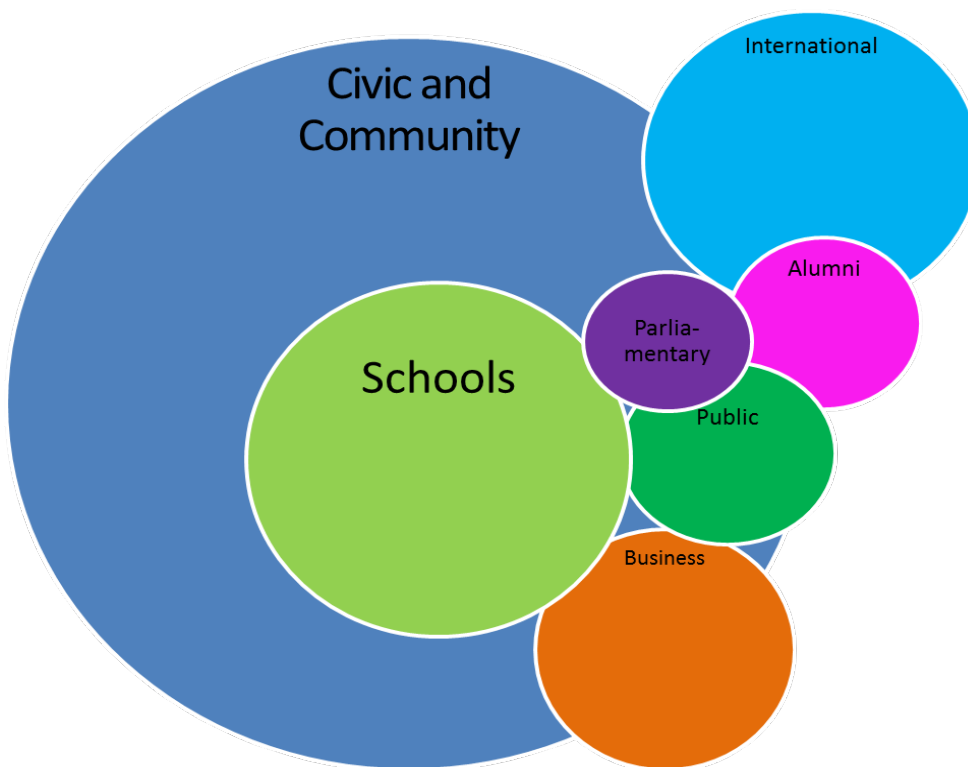 International
Civic and
Community
Alumni
Parlia-
mentary
Schools
Public
Business